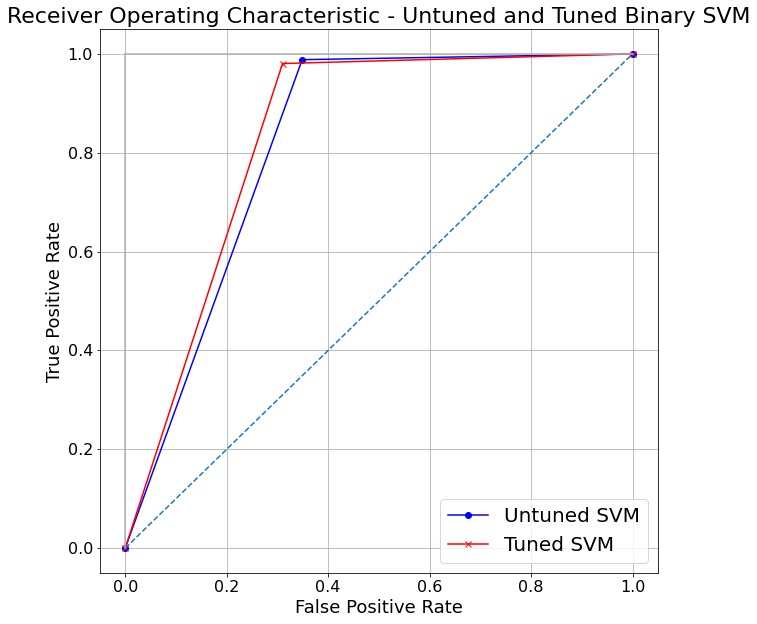 Receiver Operating Characteristic - Untuned and Tuned Binary SVM
1.0
0.8
0.6
0.4
0.2
0.0
True Positive Rate
Untuned SVM
Tuned SVM
0.0 0.2 0.4 0.6 0.8 1.0
False Positive Rate